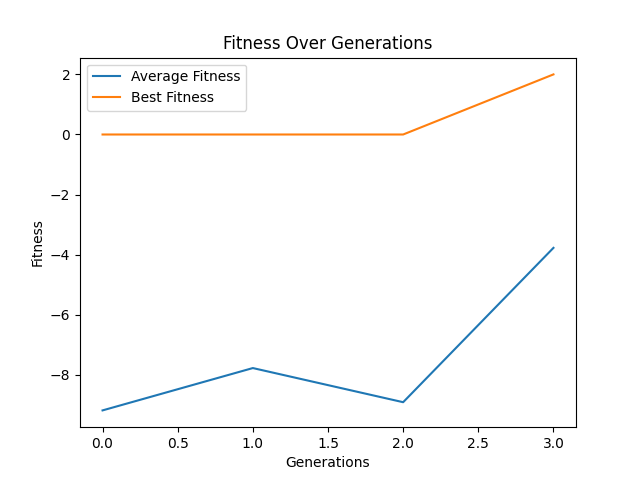 Fitness Over Generations
Average Fitness
Best Fitness
2
0
−2
−4
−6
−8
Fitness
0.0 0.5 1.0 1.5 2.0 2.5 3.0
Generations